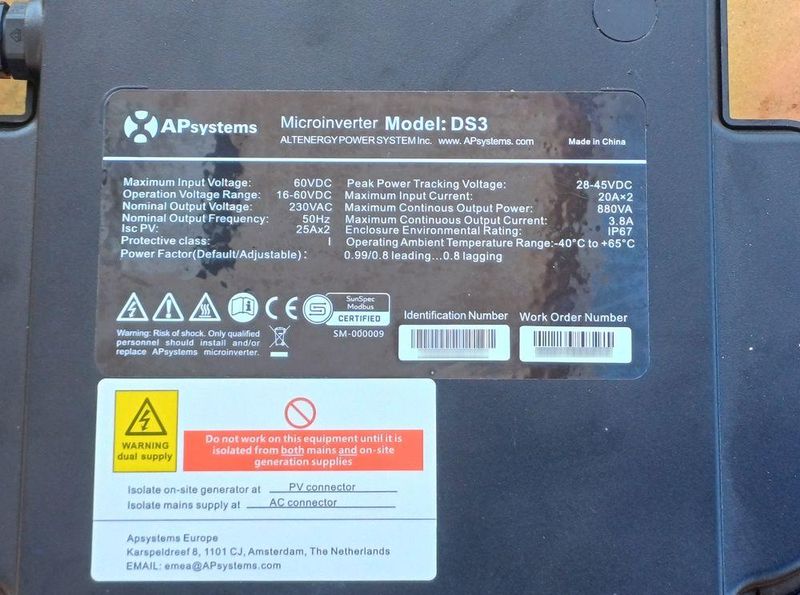 APsystems Microinverter Model: DS3
ALTENERGY POWER SYSTEM Inc. www.APsystems.com Made in China
Maximum Input Voltage: 60VDC
Operation Voltage Range: 16-60VDC
Nominal Output Voltage: 230VAC
Nominal Output Frequency: 50Hz
Isc PV: 25Ax2
Protective class: I
Power Factor(Default/Adjustable): 0.99/0.8 leading...0.8 lagging
Peak Power Tracking Voltage: 28-45VDC
Maximum Input Current: 20A×2
Maximum Continous Output Power: 880VA
Maximum Continous Output Current: 3.8A
Enclosure Environmental Rating: IP67
Operating Ambient Temperature Range:-40°C to +65°C
CE
SunSpec
Modbus
CERTIFIED
SM-000009
Warning: Risk of shock. Only qualified
personnel should install and/or
replace APsystems microinverter.
Identification Number Work Order Number
WARNING
dual supply
Do not work on this equipment until it is
isolated from both mains and on-site
generation supplies
Isolate on-site generator at PV connector
Isolate mains supply at AC connector
Apsystems Europe
Karspeldreef 8, 1101 CJ, Amsterdam, The Netherlands
EMAIL: emea@APsystems.com